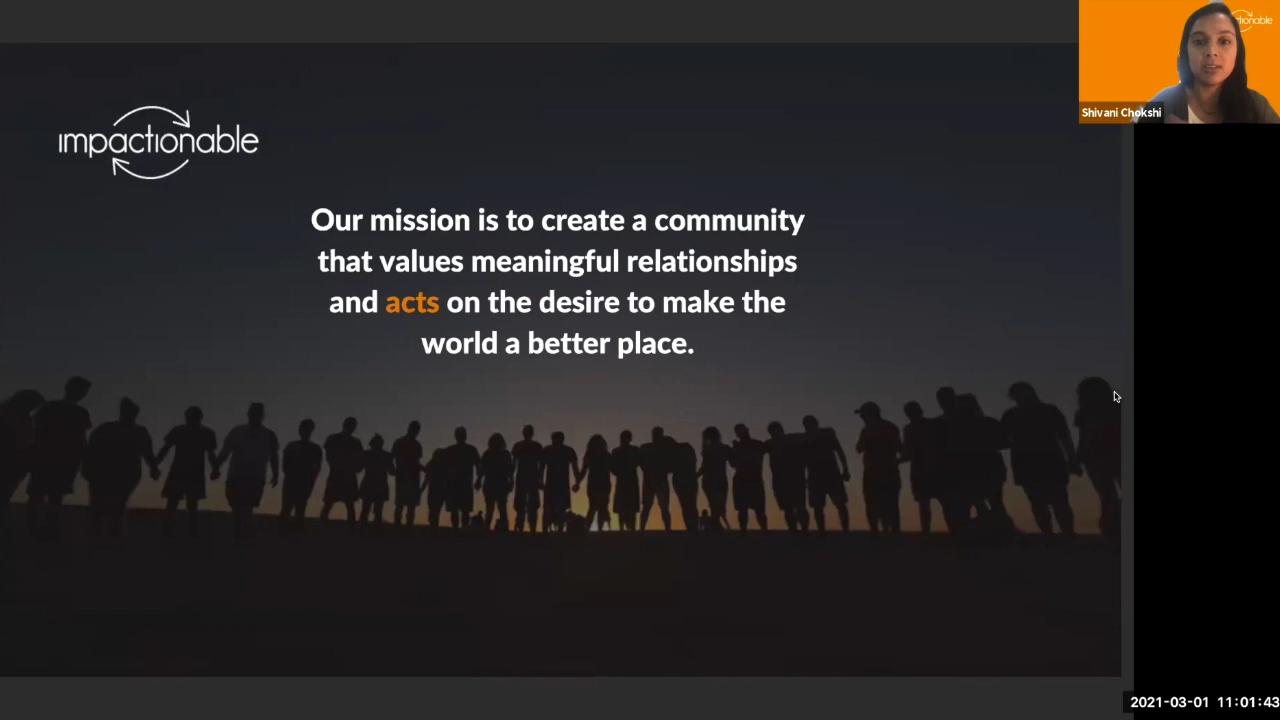 impactionable
Our mission is to create a community
that values meaningful relationships
and acts on the desire to make the
world a better place.
tionable
Shivani Chokshi
2021-03-01 11:01:43